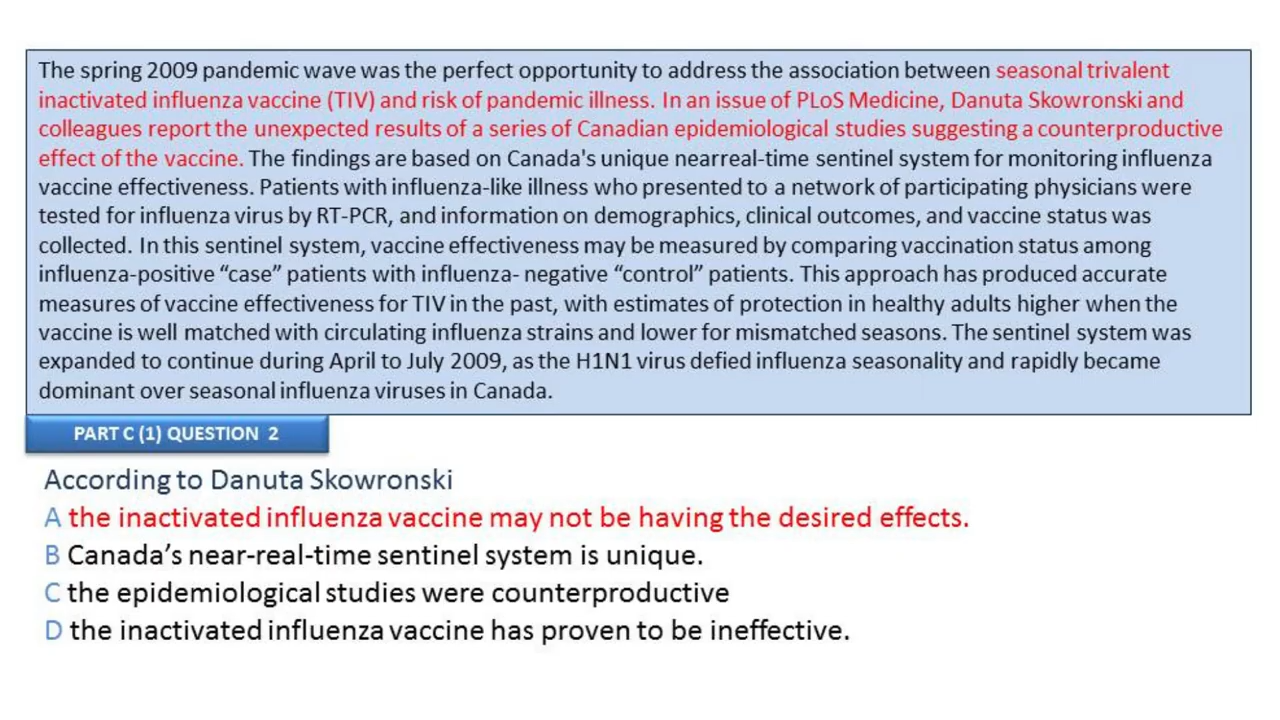 The spring 2009 pandemic wave was the perfect opportunity to address the association between seasonal trivalent
inactivated influenza vaccine (TIV) and risk of pandemic illness. In an issue of PLoS Medicine, Danuta Skowronski and
colleagues report the unexpected results of a series of Canadian epidemiological studies suggesting a counterproductive
effect of the vaccine. The findings are based on Canada's unique nearreal-time sentinel system for monitoring influenza
vaccine effectiveness. Patients with influenza-like illness who presented to a network of participating physicians were
tested for influenza virus by RT-PCR, and information on demographics, clinical outcomes, and vaccine status was
collected. In this sentinel system, vaccine effectiveness may be measured by comparing vaccination status among
influenza-positive “case” patients with influenza- negative “control” patients. This approach has produced accurate
measures of vaccine effectiveness for TIV in the past, with estimates of protection in healthy adults higher when the
vaccine is well matched with circulating influenza strains and lower for mismatched seasons. The sentinel system was
expanded to continue during April to July 2009, as the H1N1 virus defied influenza seasonality and rapidly became
dominant over seasonal influenza viruses in Canada.
PART C (1) QUESTION 2
According to Danuta Skowronski
A the inactivated influenza vaccine may not be having the desired effects.
B Canada’s near-real-time sentinel system is unique.
C the epidemiological studies were counterproductive
D the inactivated influenza vaccine has proven to be ineffective.